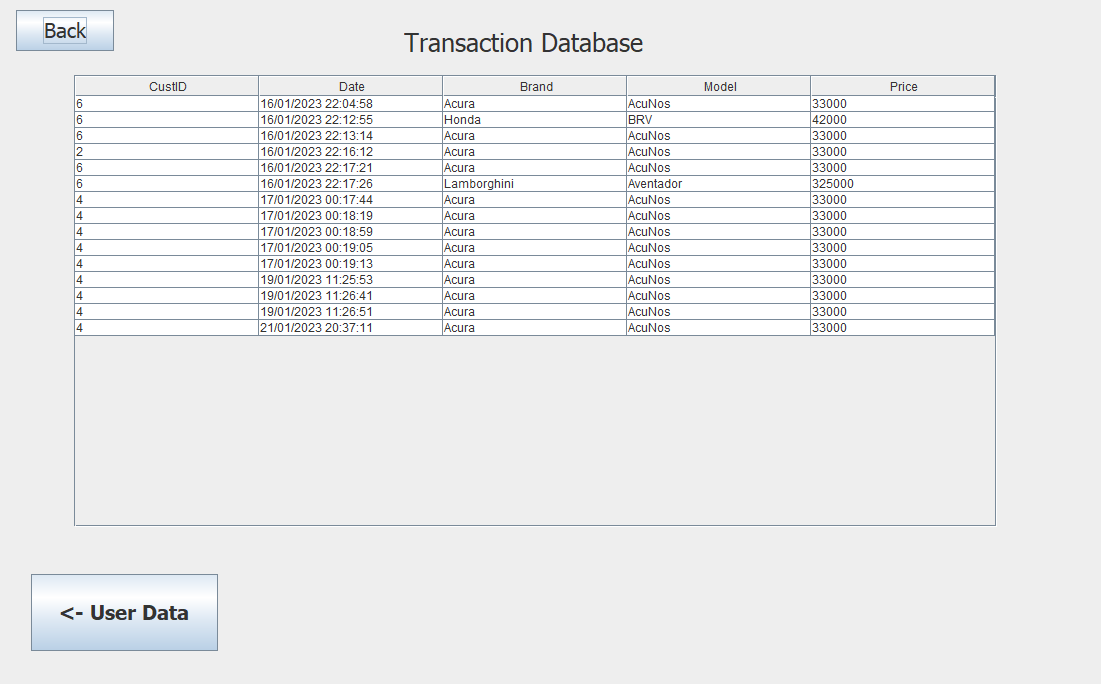 Back
Transaction Database
CustID Date Brand Model Price
6 16/01/2023 22:04:58 Acura AcuNos 33000
6 16/01/2023 22:12:55 Honda BRV 42000
6 16/01/2023 22:13:14 Acura AcuNos 33000
2 16/01/2023 22:16:12 Acura AcuNos 33000
6 16/01/2023 22:17:21 Acura AcuNos 33000
6 16/01/2023 22:17:26 Lamborghini Aventador 325000
4 17/01/2023 00:17:44 Acura AcuNos 33000
4 17/01/2023 00:18:19 Acura AcuNos 33000
4 17/01/2023 00:18:59 Acura AcuNos 33000
4 17/01/2023 00:19:05 Acura AcuNos 33000
4 17/01/2023 00:19:13 Acura AcuNos 33000
4 19/01/2023 11:25:53 Acura AcuNos 33000
4 19/01/2023 11:26:41 Acura AcuNos 33000
4 19/01/2023 11:26:51 Acura AcuNos 33000
4 21/01/2023 20:37:11 Acura AcuNos 33000
<- User Data